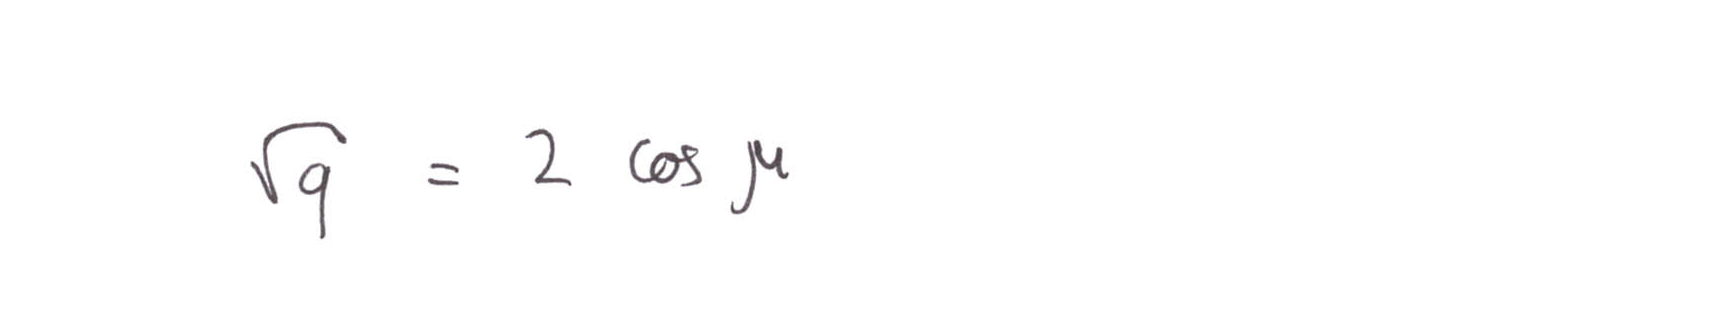 √q = 2 cos μ